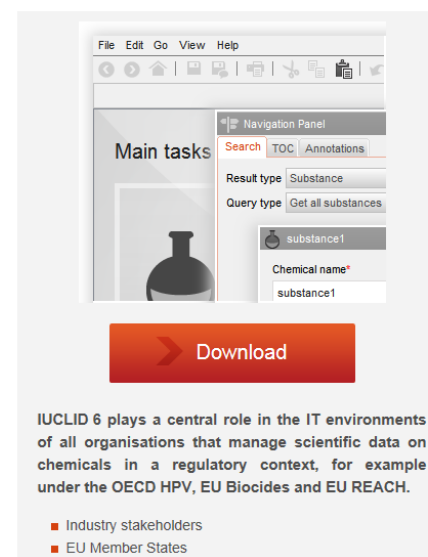 File Edit Go View Help
Navigation Panel
Main tasks
Search TOC Annotations
Result type Substance
Query type Get all substances
substance1
Chemical name*
substance1
Download
IUCLID 6 plays a central role in the IT environments
of all organisations that manage scientific data on
chemicals in a regulatory context, for example
under the OECD HPV, EU Biocides and EU REACH.
Industry stakeholders
EU Member States